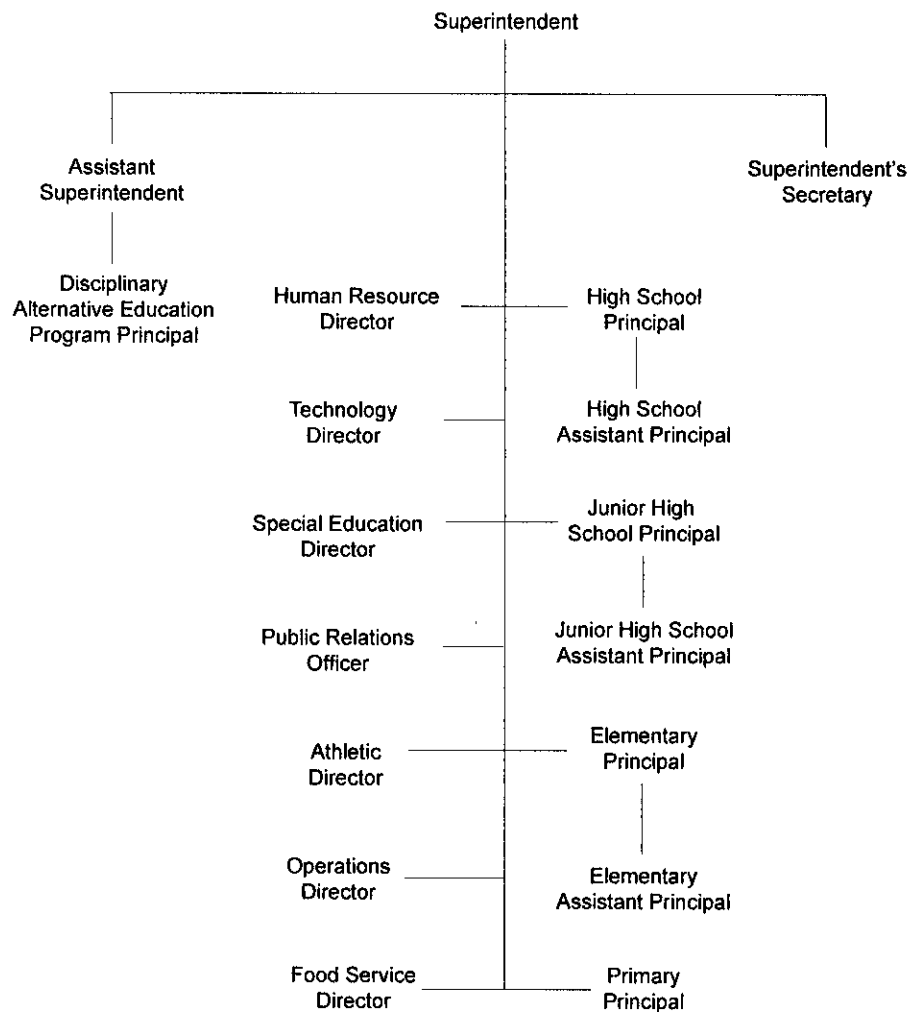 Superintendent
Assistant
Superintendent
Superintendent's
Secretary
Disciplinary
Alternative Education
Program Principal
Human Resource
Director
High School
Principal
Technology
Director
High School
Assistant Principal
Special Education
Director
Junior High
School Principal
Public Relations
Officer
Junior High School
Assistant Principal
Athletic
Director
Elementary
Principal
Operations
Director
Elementary
Assistant Principal
Food Service
Director
Primary
Principal